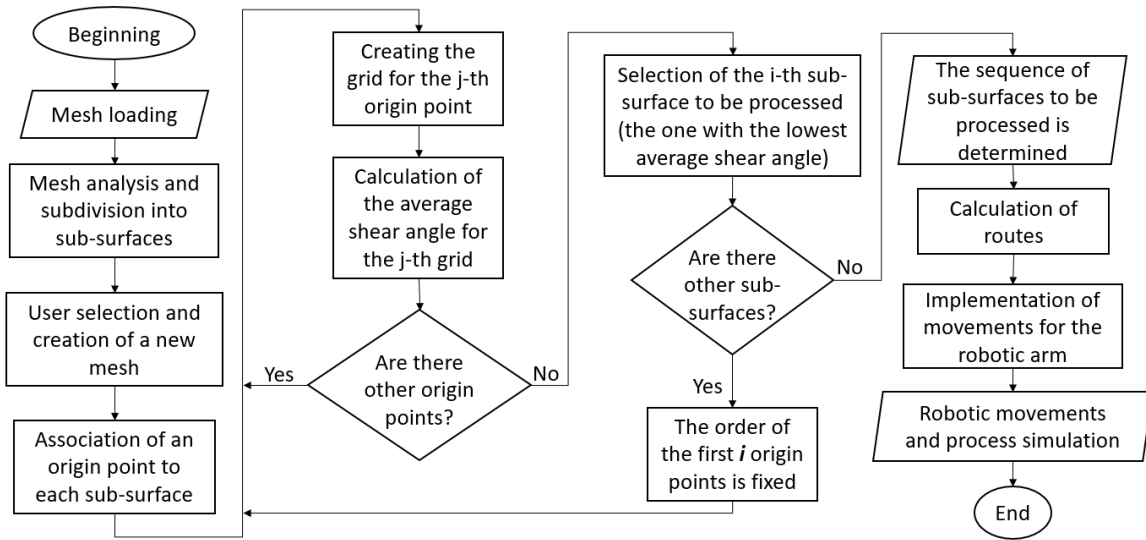 Beginning
Mesh loading
Mesh analysis and
subdivision into
sub-surfaces
User selection and
creation of a new
mesh
Association of an
origin point to
each sub-surface
Creating the
grid for the j-th
origin point
Calculation of
the average
shear angle for
the j-th grid
Are there
other origin
points?
Yes
No
Selection of the i-th sub-
surface to be processed
(the one with the lowest
average shear angle)
Are there
other sub-
surfaces?
No
Yes
The order of
the first i origin
points is fixed
The sequence of
sub-surfaces to be
processed is
determined
Calculation of
routes
Implementation of
movements for the
robotic arm
Robotic movements
and process simulation
End